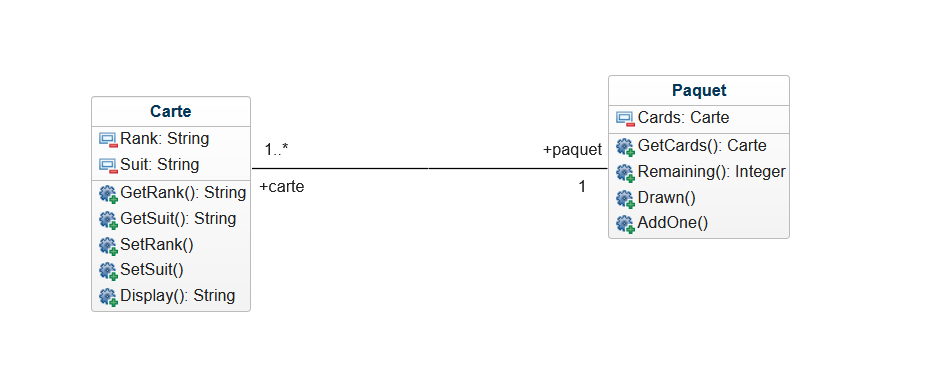 Carte
Rank: String
Suit: String
GetRank(): String
GetSuit(): String
SetRank()
SetSuit()
Display(): String
1..*
+carte
+paquet
1
Paquet
Cards: Carte
GetCards(): Carte
Remaining(): Integer
Drawn()
AddOne()